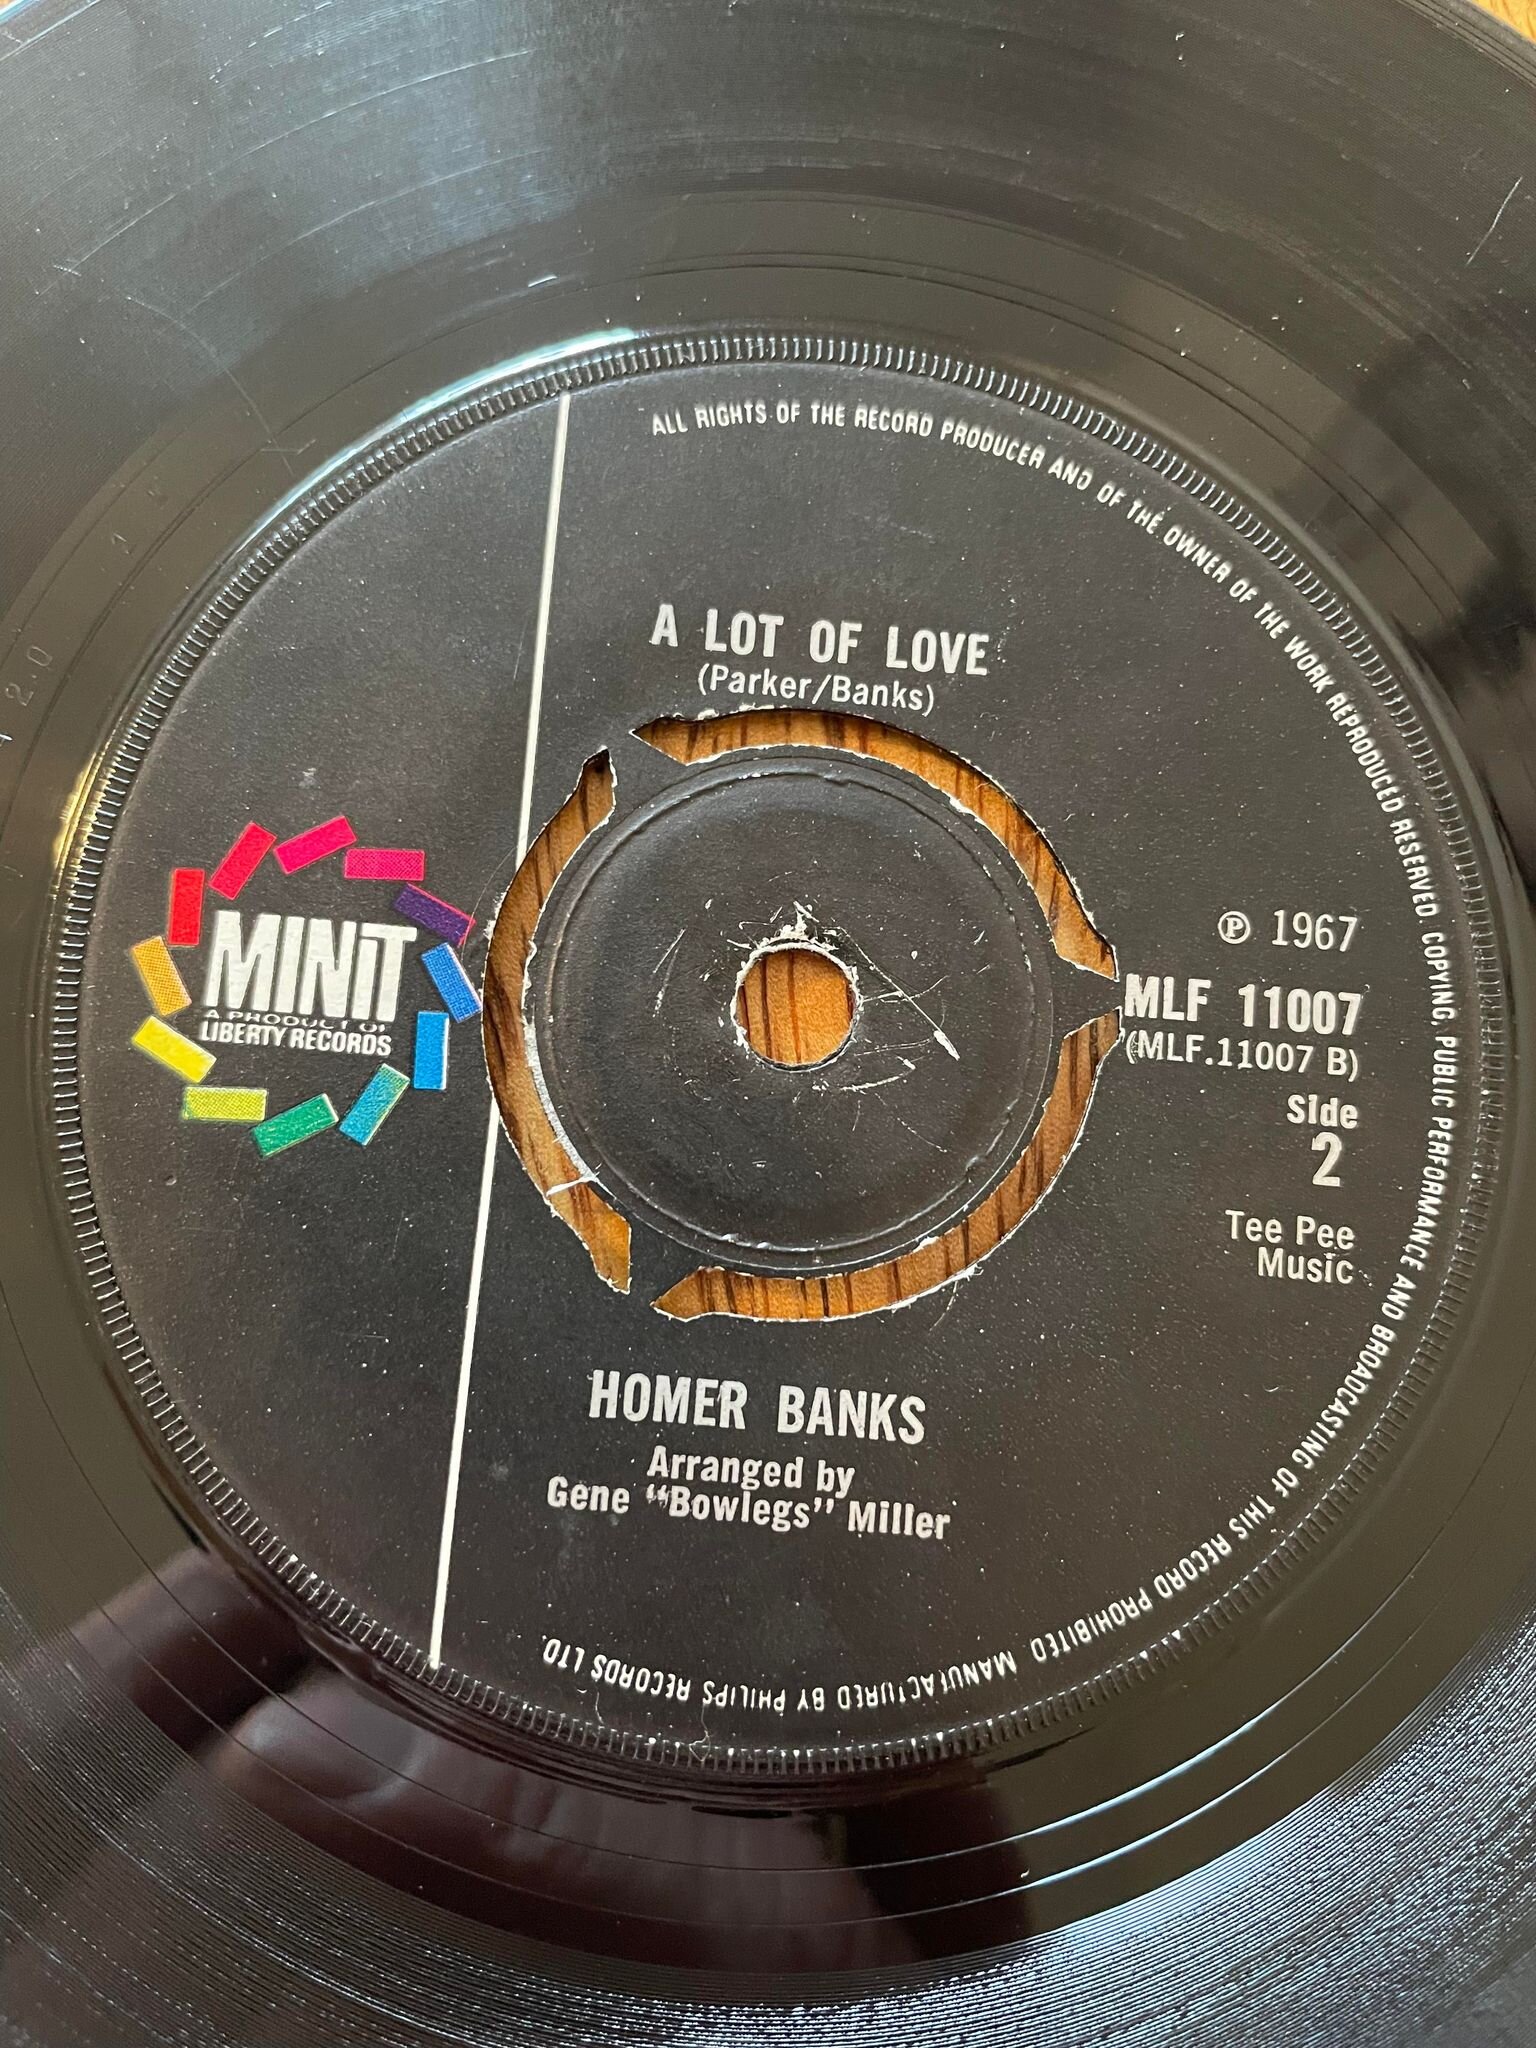 ALL RIGHTS OF THE RECORD PRODUCER AND OF THE OWNER OF THE WORK REPRODUCED RESERVED COPYING, PUBLIC PERFORMANCE AND BROADCASTING OF THIS RECORD PROHIBITED MANUFACTURED BY PHILIPS RECORDS LTD.
A LOT OF LOVE
(Parker/Banks)
MINiT
A PRODUCT OF
LIBERTY RECORDS
℗ 1967
MLF 11007
(MLF.11007 B)
Side
2
Tee Pee
Music
HOMER BANKS
Arranged by
Gene "Bowlegs" Miller